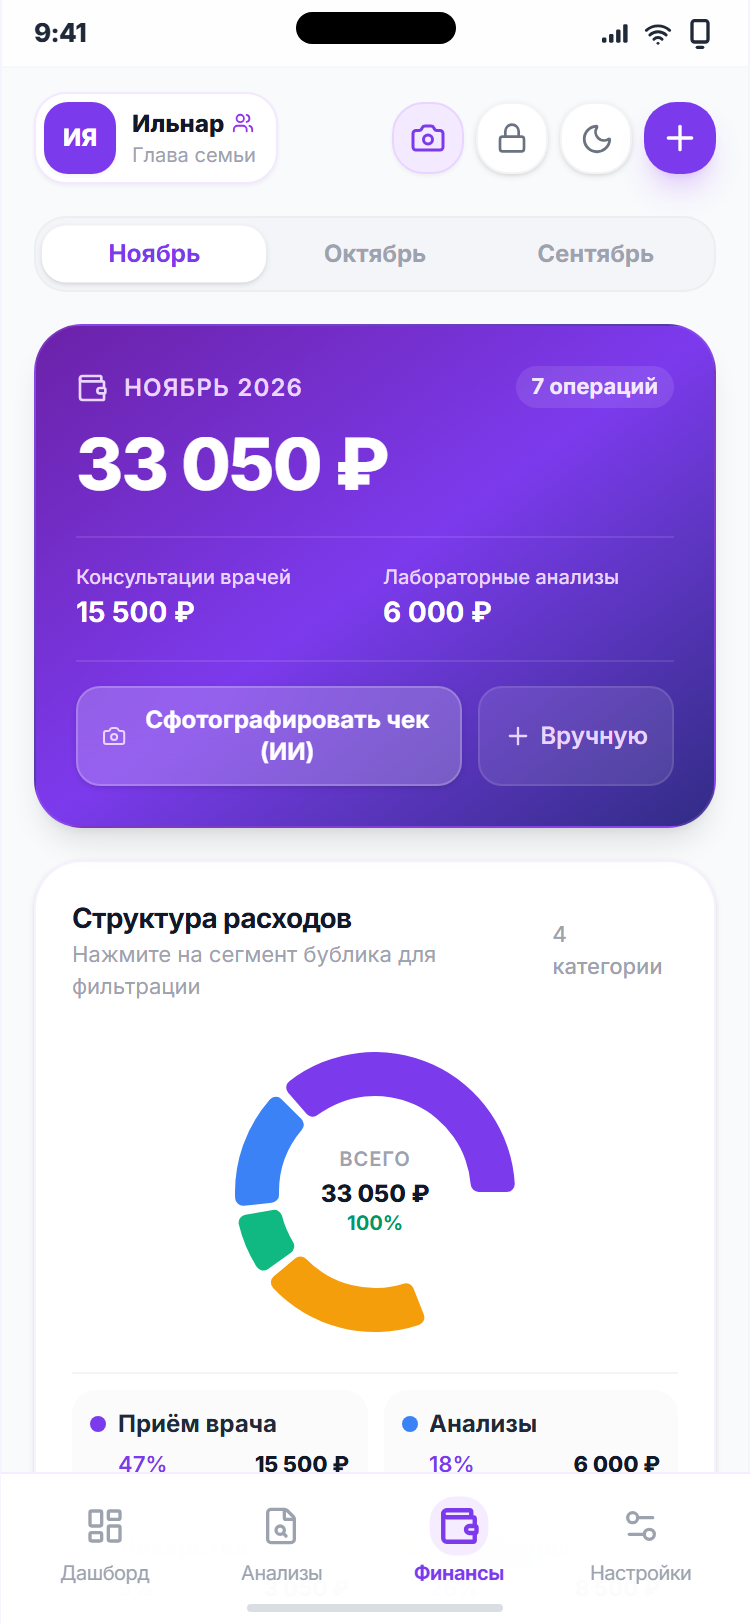 9:41
ИЯ
Ильнар
Глава семьи
Ноябрь
Октябрь
Сентябрь
НОЯБРЬ 2026
7 операций
33 050 ₽
Консультации врачей
Лабораторные анализы
15 500 ₽
6 000 ₽
Сфотографировать чек
(ИИ)
Вручную
Структура расходов
Нажмите на сегмент бублика для
фильтрации
4
категории
ВСЕГО
33 050 ₽
100%
Приём врача
Анализы
47%
15 500 ₽
18%
6 000 ₽
Дашборд
Анализы
Финансы
Настройки